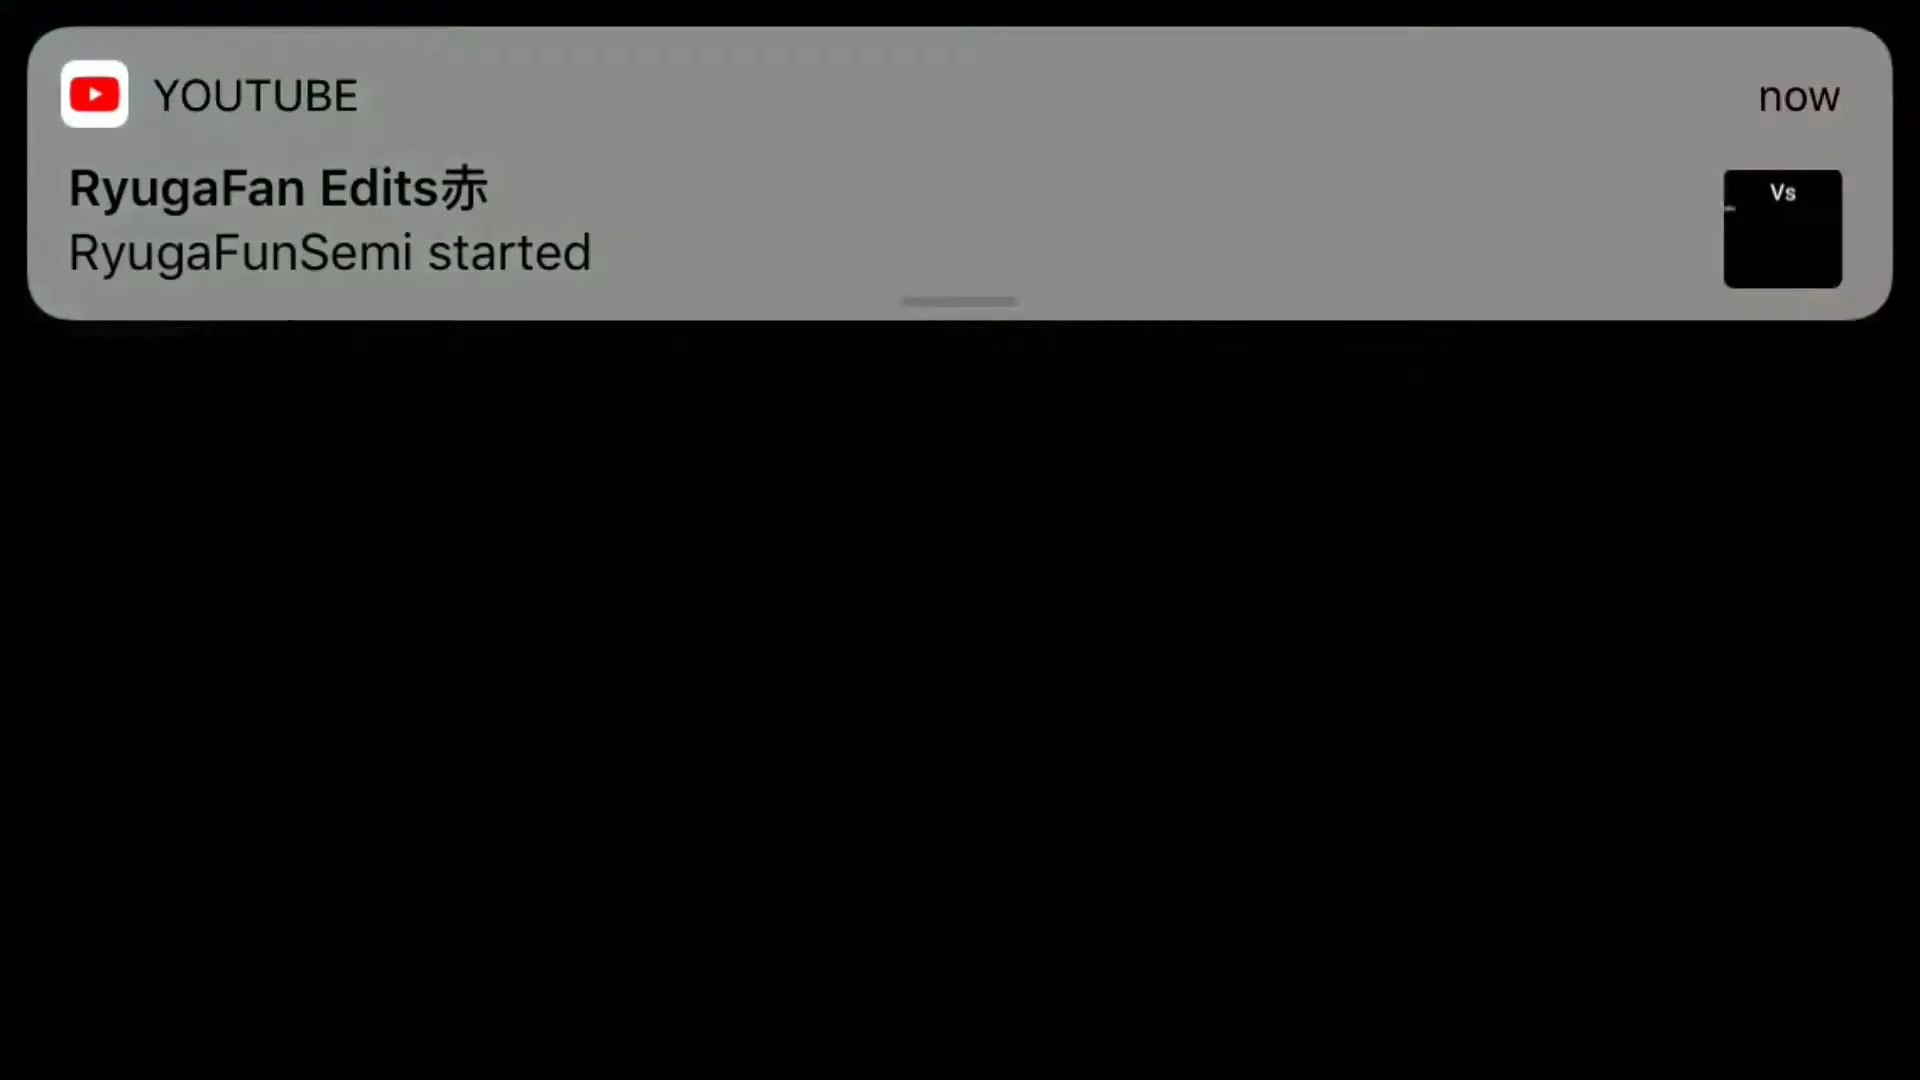 YOUTUBE
now
RyugaFan Edits赤
RyugaFunSemi started
Vs